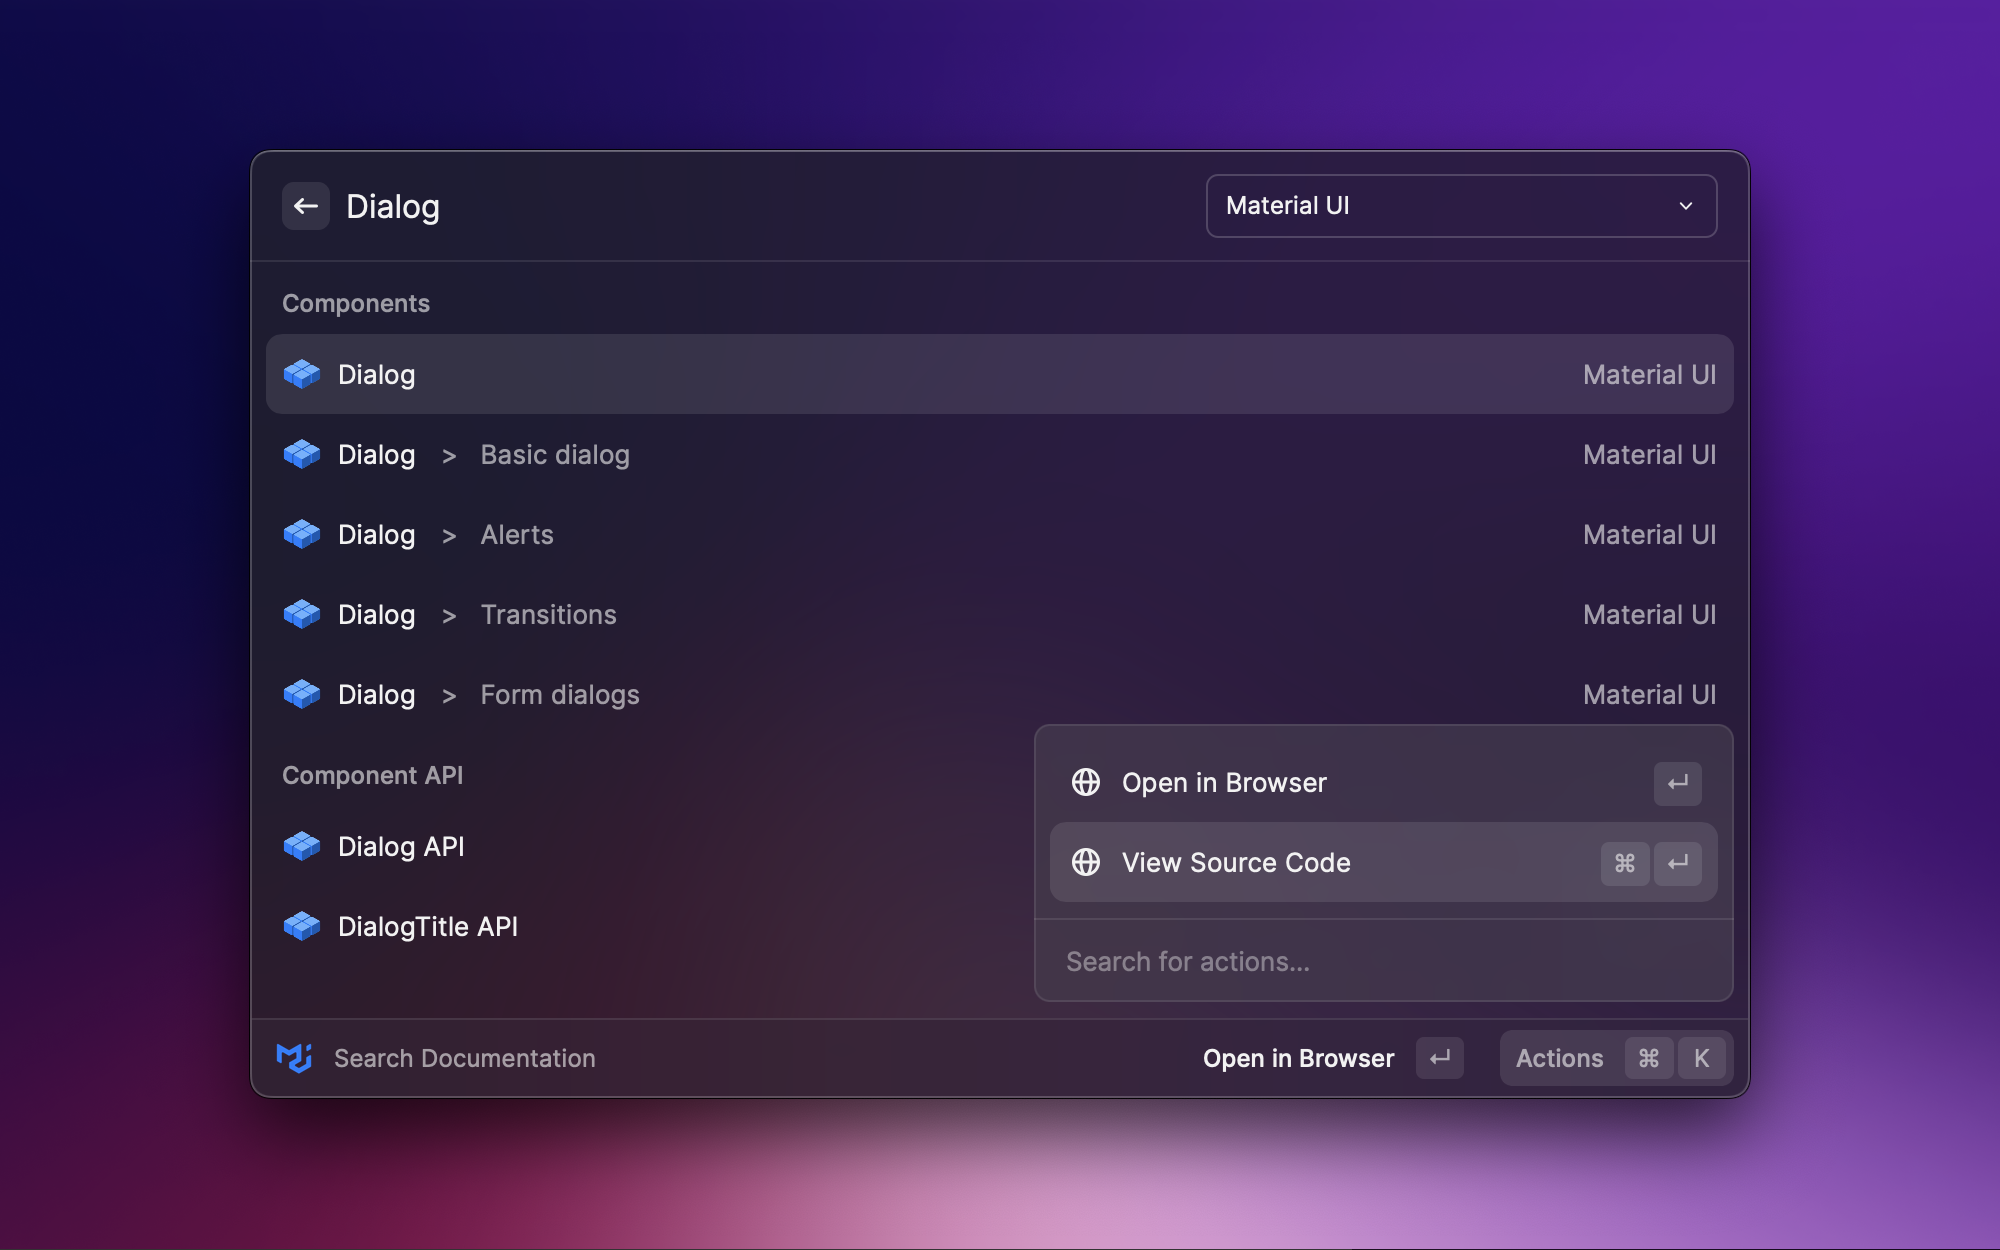 Dialog
Material UI
Components
Dialog Material UI
Dialog > Basic dialog Material UI
Dialog > Alerts Material UI
Dialog > Transitions Material UI
Dialog > Form dialogs Material UI
Component API
Dialog API
DialogTitle API
Open in Browser ↵
View Source Code ⌘ ↵
Search for actions...
Search Documentation Open in Browser ↵ Actions ⌘ K